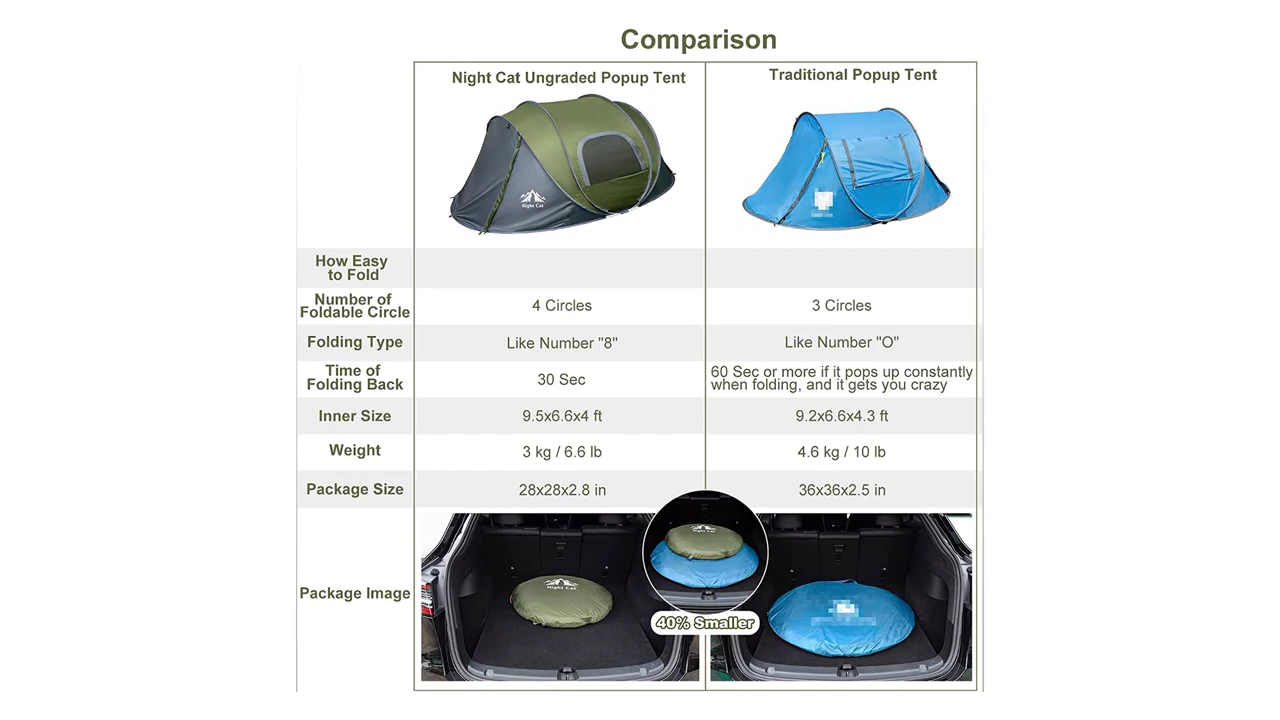 Comparison
Night Cat Ungraded Popup Tent
Traditional Popup Tent
Night Cat
How Easy
to Fold
Number of
Foldable Circle
4 Circles
3 Circles
Folding Type
Like Number "8"
Like Number "O"
Time of
Folding Back
30 Sec
60 Sec or more if it pops up constantly
when folding, and it gets you crazy
Inner Size
9.5x6.6x4 ft
9.2x6.6x4.3 ft
Weight
3 kg / 6.6 lb
4.6 kg / 10 lb
Package Size
28x28x2.8 in
36x36x2.5 in
Package Image
Night Cat
Night Cat
40% Smaller